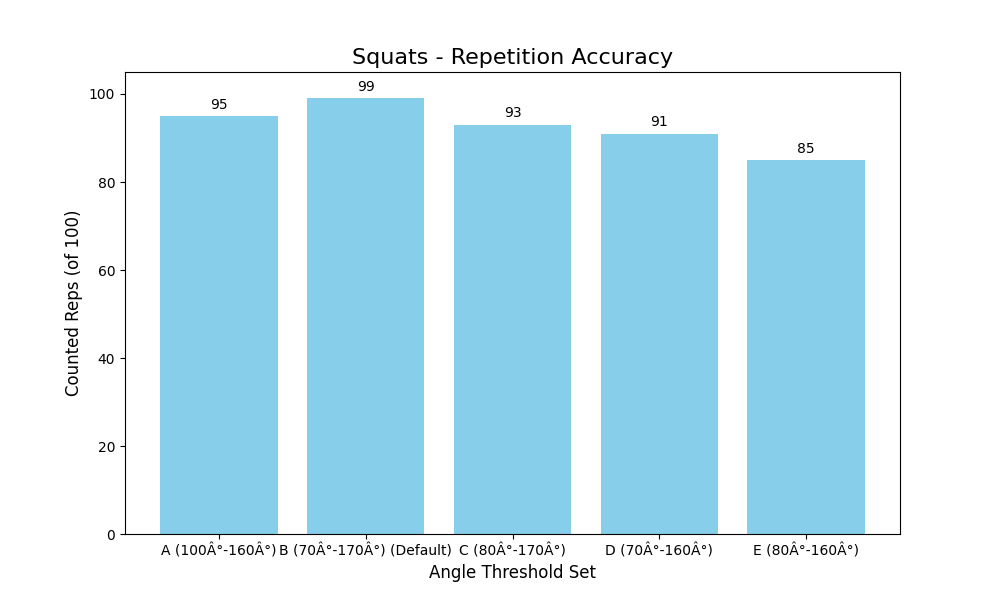 Squats - Repetition Accuracy
Counted Reps (of 100)
100
80
60
40
20
0
95
99
93
91
85
A (100Â°-160Â°)
B (70Â°-170Â°) (Default)
C (80Â°-170Â°)
D (70Â°-160Â°)
E (80Â°-160Â°)
Angle Threshold Set